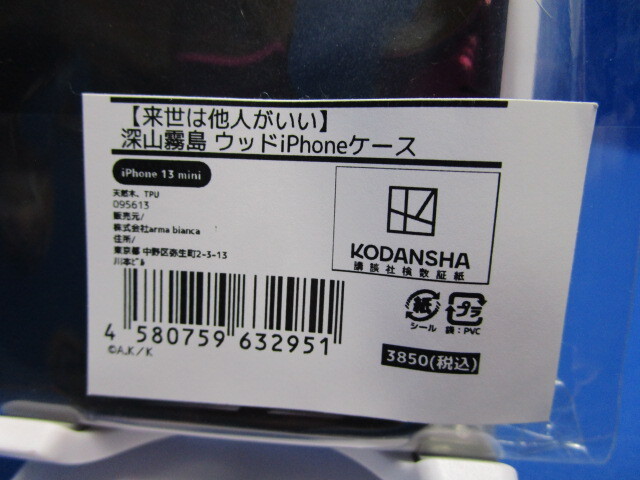 【来世は他人がいい】
深山霧島 ウッドiPhoneケース
iPhone 13 mini
天然木、TPU
095613
販売元/
株式会社arma bianca
住所/
東京都 中野区弥生町2-3-13
川本ビル
KODANSHA
講談社検数証紙
紙
シール
プラ
袋：PVC
4 580759 632951
©A.K/K
3850(税込)